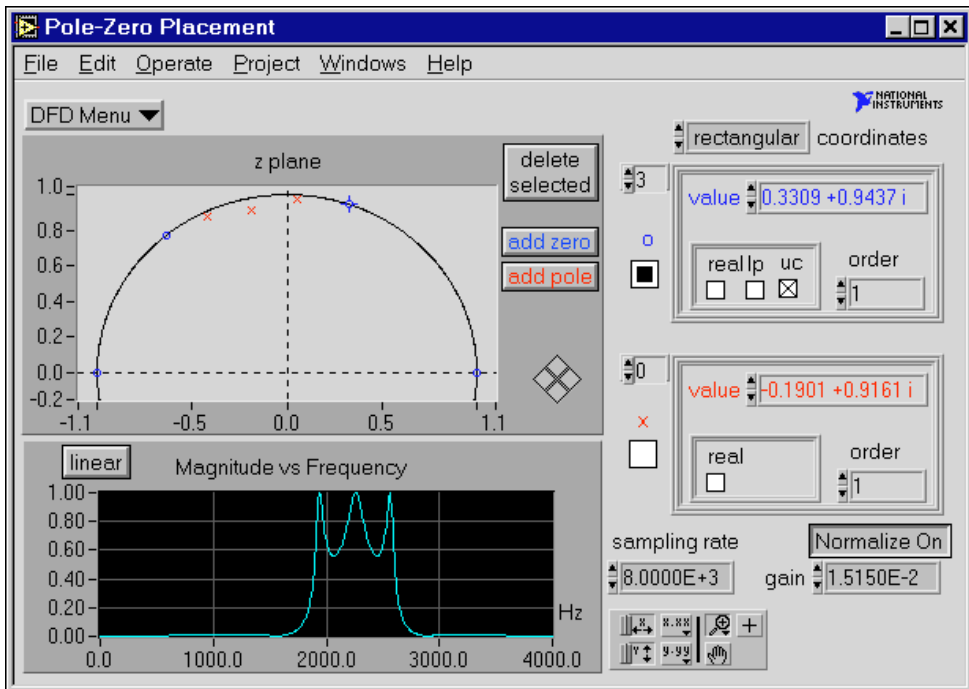 Pole-Zero Placement
File Edit Operate Project Windows Help
DFD Menu
NATIONAL
INSTRUMENTS
rectangular coordinates
z plane
delete
selected
add zero
add pole
1.0
0.8
0.6
0.4
0.2
0.0
-0.2
-1.1 -0.5 0.0 0.5 1.1
3
value 0.3309 +0.9437 i
real lp uc order
1
0
value -0.1901 +0.9161 i
real order
1
linear Magnitude vs Frequency
1.00
0.80
0.60
0.40
0.20
0.00
Hz
0.0 1000.0 2000.0 3000.0 4000.0
sampling rate Normalize On
8.0000E+3 gain 1.5150E-2
X X.XX
Y Y.YY